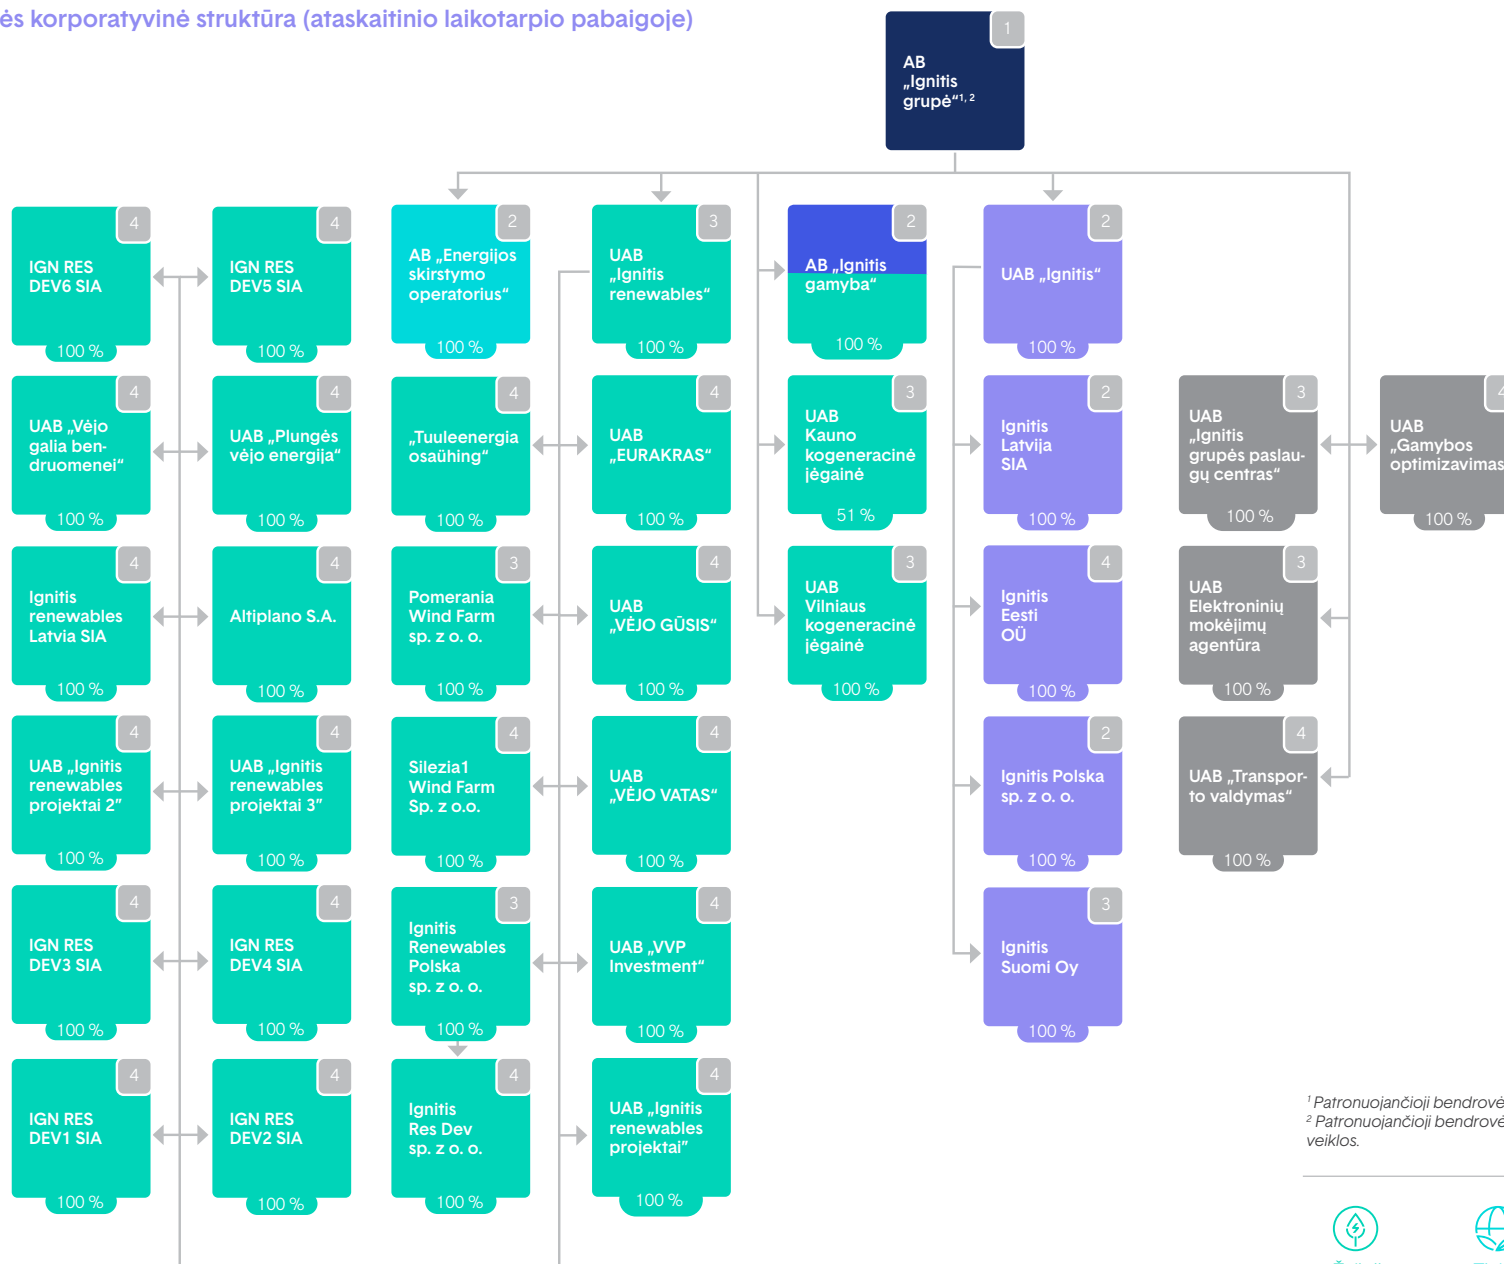 ės korporatyvinė struktūra (ataskaitinio laikotarpio pabaigoje)
1
AB
„Ignitis
grupė“1, 2
4
IGN RES
DEV6 SIA
100 %
4
IGN RES
DEV5 SIA
100 %
2
AB „Energijos
skirstymo
operatorius“
100 %
3
UAB
„Ignitis
renewables“
100 %
2
AB „Ignitis
gamyba“
100 %
2
UAB „Ignitis“
100 %
4
UAB „Vėjo
galia ben-
druomenei“
100 %
4
UAB „Plungės
vėjo energija“
100 %
4
„Tuuleenergia
osaühing“
100 %
4
UAB
„EURAKRAS“
100 %
3
UAB
Kauno
kogeneracinė
jėgainė
51 %
2
Ignitis
Latvija
SIA
100 %
3
UAB
„Ignitis
grupės paslau-
gų centras“
100 %
4
UAB
„Gamybos
optimizavimas
100 %
4
Ignitis
renewables
Latvia SIA
100 %
4
Altiplano S.A.
100 %
3
Pomerania
Wind Farm
sp. z o. o.
100 %
4
UAB
„VĖJO GŪSIS“
100 %
3
UAB
Vilniaus
kogeneracinė
jėgainė
100 %
4
Ignitis
Eesti
OÜ
100 %
3
UAB
Elektroninių
mokėjimų
agentūra
100 %
4
UAB „Ignitis
renewables
projektai 2”
100 %
4
UAB „Ignitis
renewables
projektai 3”
100 %
4
Silezia1
Wind Farm
Sp. z o.o.
100 %
4
UAB
„VĖJO VATAS“
100 %
2
Ignitis Polska
sp. z o. o.
100 %
4
UAB „Transpor-
to valdymas“
100 %
4
IGN RES
DEV3 SIA
100 %
4
IGN RES
DEV4 SIA
100 %
3
Ignitis
Renewables
Polska
sp. z o. o.
100 %
4
UAB „VVP
Investment“
100 %
3
Ignitis
Suomi Oy
100 %
4
IGN RES
DEV1 SIA
100 %
4
IGN RES
DEV2 SIA
100 %
4
Ignitis
Res Dev
sp. z o. o.
100 %
4
UAB „Ignitis
renewables
projektai”
100 %
1 Patronuojančioji bendrovė
2 Patronuojančioji bendrovė
veiklos.